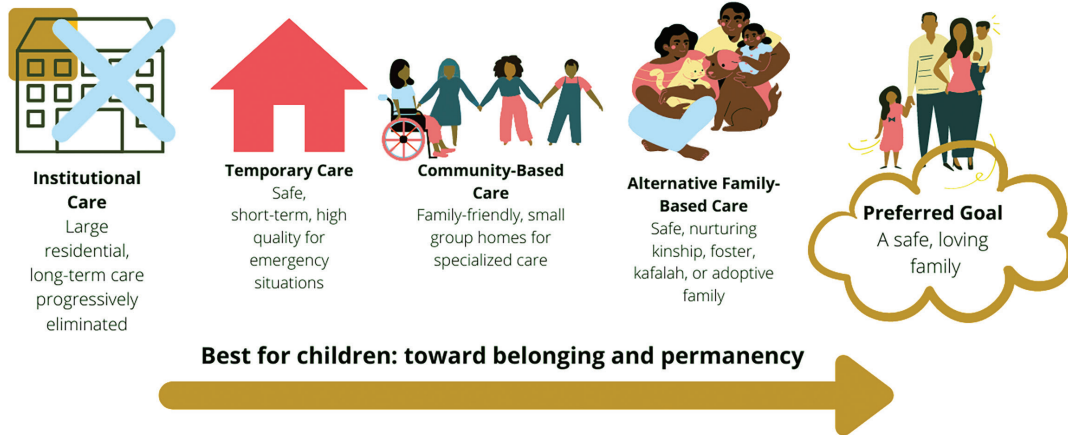 Institutional
Care
Large
residential,
long-term care
progressively
eliminated
Temporary Care
Safe,
short-term, high
quality for
emergency
situations
Community-Based
Care
Family-friendly, small
group homes for
specialized care
Alternative Family-
Based Care
Safe, nurturing
kinship, foster,
kafalah, or adoptive
family
Preferred Goal
A safe, loving
family
Best for children: toward belonging and permanency